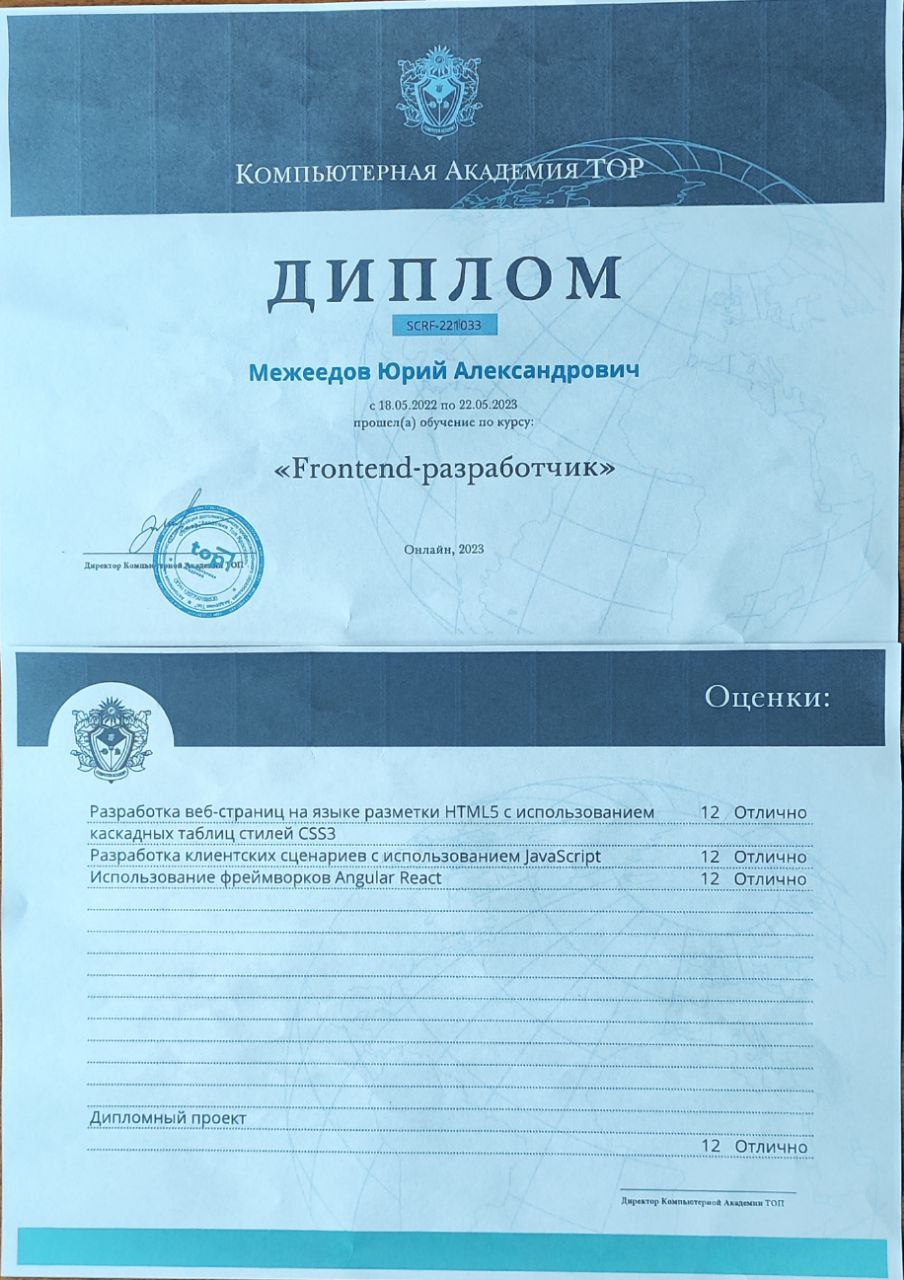 Компьютерная Академия TOP
ДИПЛОМ
SCRF-221033
Межеедов Юрий Александрович
с 18.05.2022 по 22.05.2023
прошел(а) обучение по курсу:
«Frontend-разработчик»
Онлайн, 2023
top
Директор Компьютерной Академии ТОП
Оценки:
Разработка веб-страниц на языке разметки HTML5 с использованием 12 Отлично
каскадных таблиц стилей CSS3
Разработка клиентских сценариев с использованием JavaScript 12 Отлично
Использование фреймворков Angular React 12 Отлично
Дипломный проект
12 Отлично
Директор Компьютерной Академии ТОП